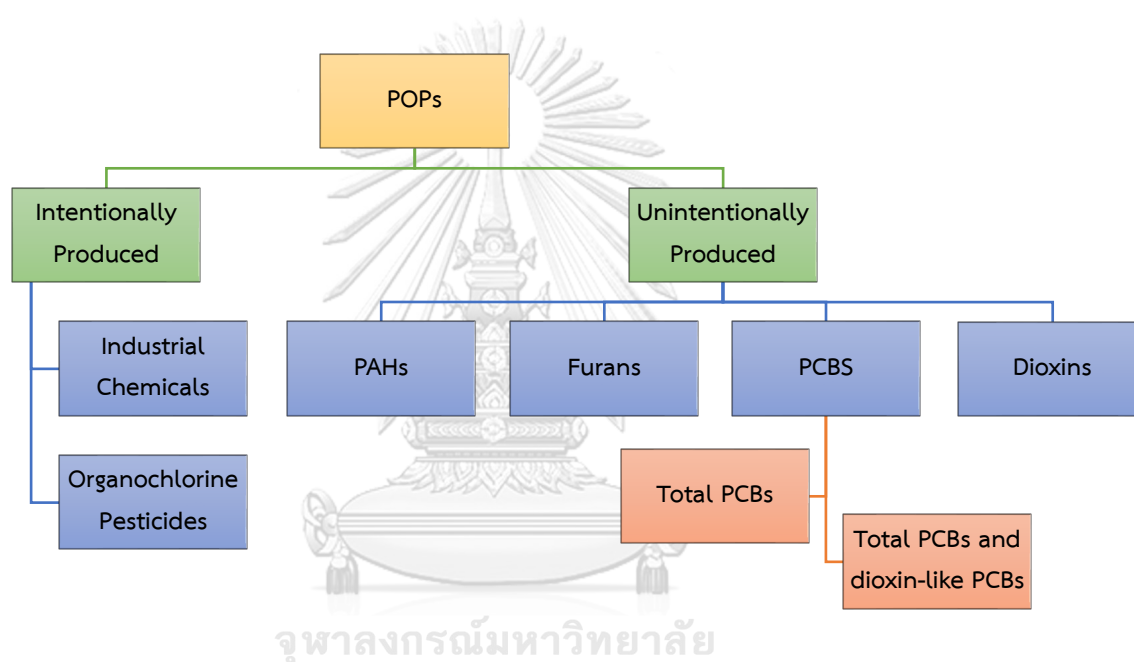 POPs
Intentionally
Produced
Unintentionally
Produced
Industrial
Chemicals
PAHs
Furans
PCBS
Dioxins
Organochlorine
Pesticides
Total PCBs
Total PCBs and
dioxin-like PCBs
จุฬาลงกรณ์มหาวิทยาลัย